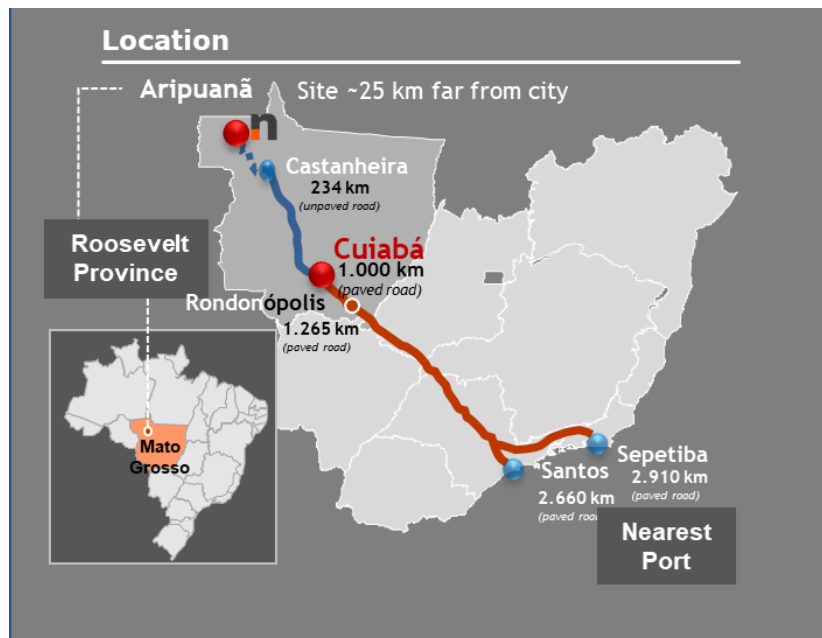 Location
Aripuanã
Site ~25 km far from city
n
Castanheira
234 km
(unpaved road)
Roosevelt
Province
Cuiabá
1.000 km
(paved road)
Rondonópolis
1.265 km
(paved road)
Mato
Grosso
Santos
2.660 km
(paved road)
Sepetiba
2.910 km
(paved road)
Nearest
Port